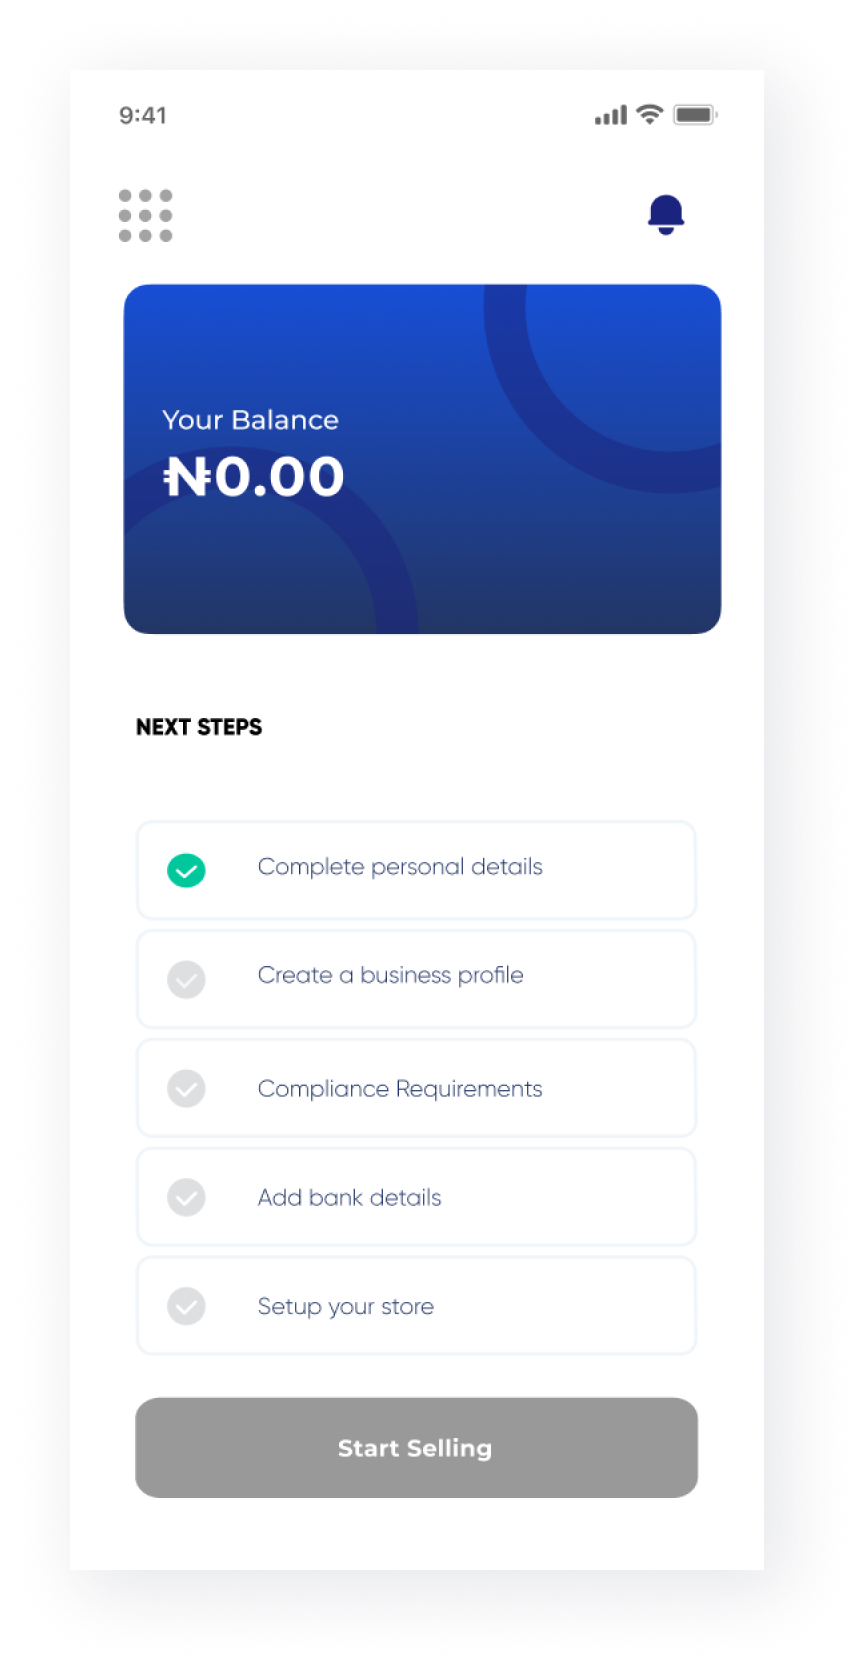 9:41
Your Balance
₦0.00
NEXT STEPS
Complete personal details
Create a business profile
Compliance Requirements
Add bank details
Setup your store
Start Selling